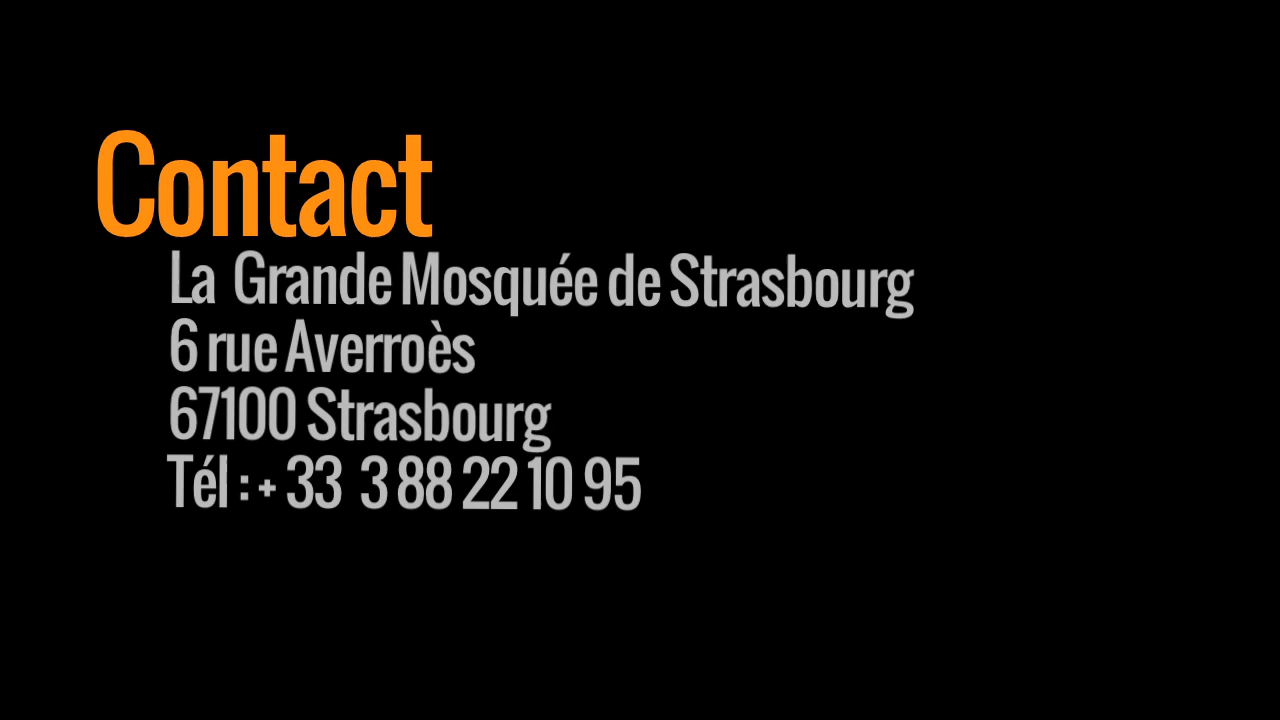 Contact
La Grande Mosquée de Strasbourg
6 rue Averroès
67100 Strasbourg
Tél : + 33 3 88 22 10 95